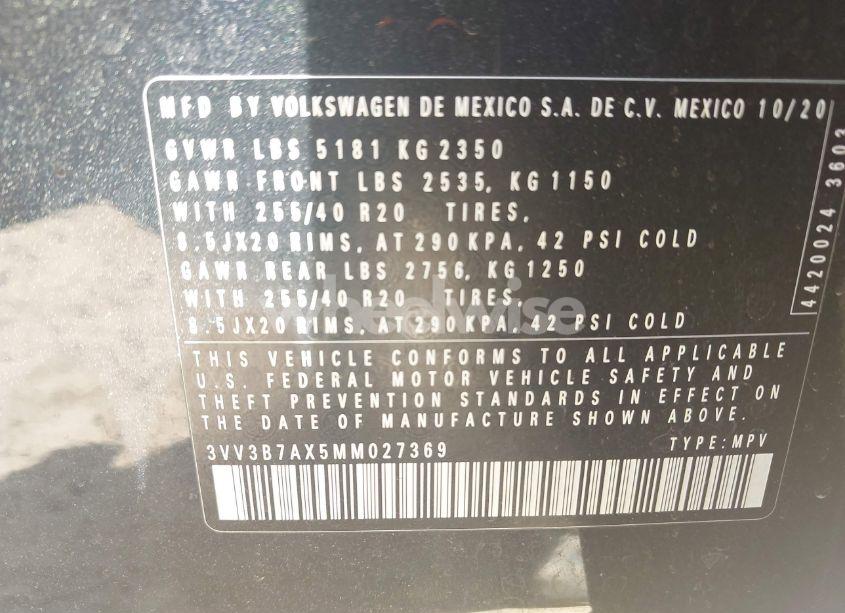 MFD BY VOLKSWAGEN DE MEXICO S.A. DE C.V. MEXICO 10/20
GVWR LBS 5181 KG 2350
GAWR FRONT LBS 2535, KG 1150
WITH 255/40 R20 TIRES,
8.5JX20 RIMS, AT 290 KPA, 42 PSI COLD
GAWR REAR LBS 2756, KG 1250
WITH 255/40 R20 TIRES,
8.5JX20 RIMS, AT 290 KPA, 42 PSI COLD
THIS VEHICLE CONFORMS TO ALL APPLICABLE
U.S. FEDERAL MOTOR VEHICLE SAFETY AND
THEFT PREVENTION STANDARDS IN EFFECT ON
THE DATE OF MANUFACTURE SHOWN ABOVE.
3VV3B7AX5MM027369 TYPE: MPV
4420024 3603
wheelwise